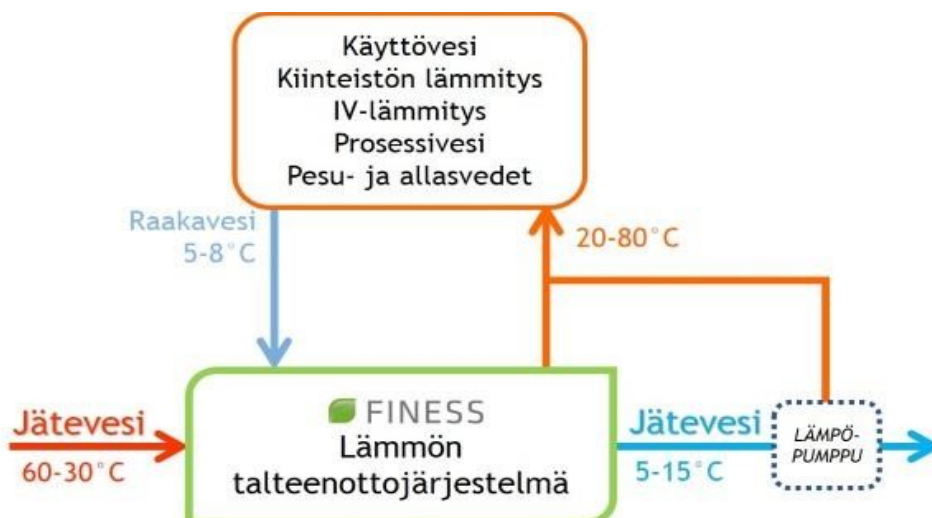 Käyttövesi
Kiinteistön lämmitys
IV-lämmitys
Prosessivesi
Pesu- ja allasvedet
Raakavesi
5-8°C
20-80°C
Jätevesi
60-30°C
FINESS
Lämmön
talteenottojärjestelmä
Jätevesi
5-15°C
LÄMPÖ-
PUMPPU